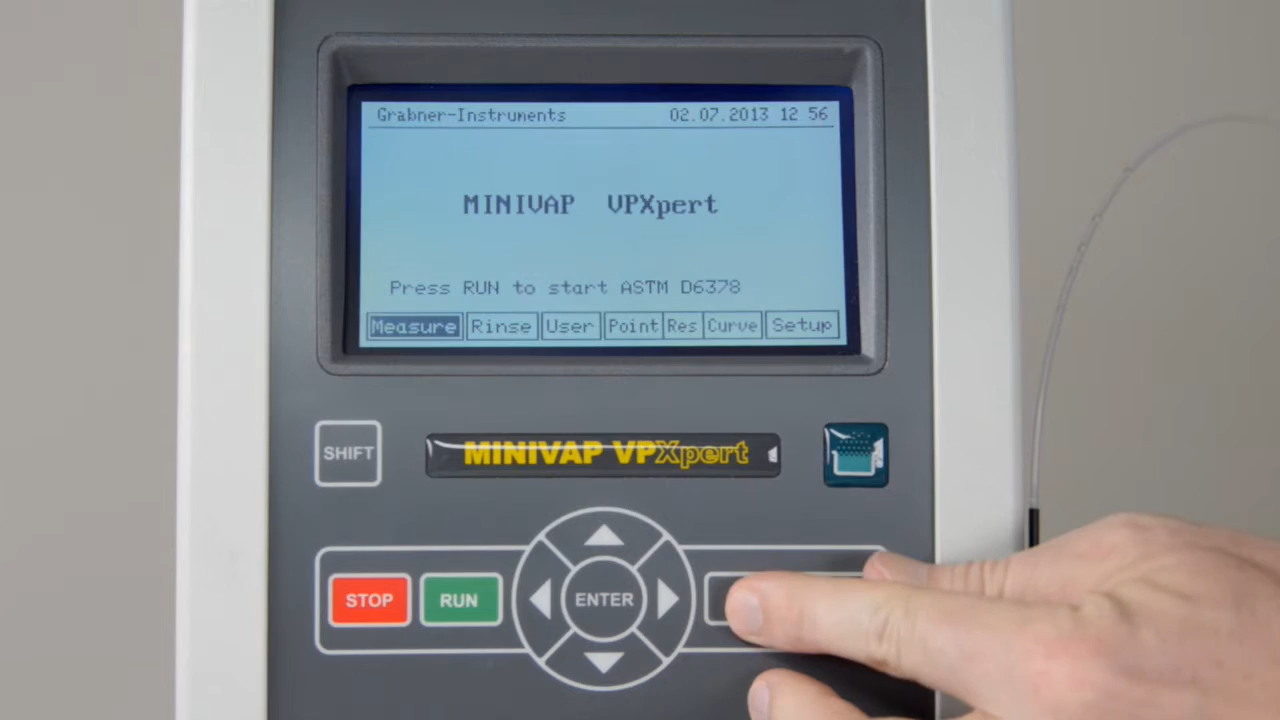 Grabner-Instruments 02.07.2013 12 56
MINIVAP VPXpert
Press RUN to start ASTM D6378
Measure Rinse User Point Res Curve Setup
SHIFT
MINIVAP VPXpert
STOP RUN ENTER